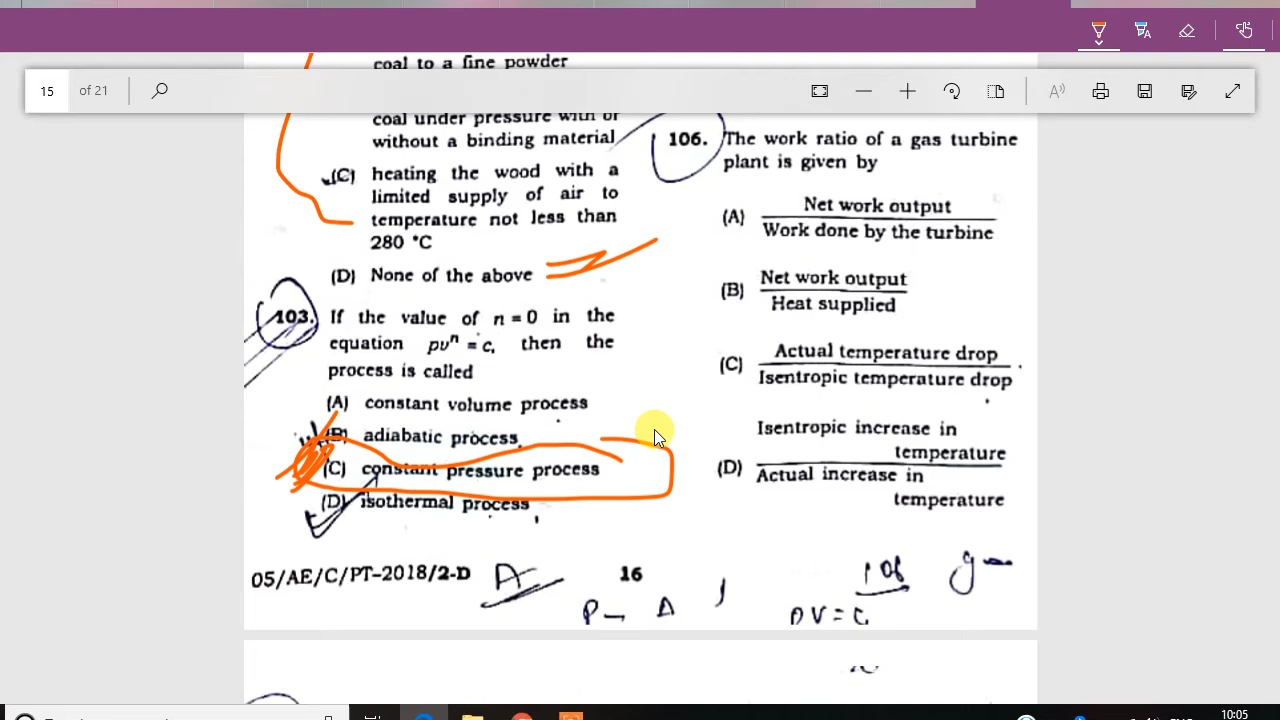 15 of 21
coal to a fine powder
coal under pressure with or
without a binding material
(C) heating the wood with a
limited supply of air to
temperature not less than
280 °C
(D) None of the above
103. If the value of n = 0 in the
equation pvⁿ = c, then the
process is called
(A) constant volume process
(B) adiabatic process
(C) constant pressure process
(D) isothermal process
05/AE/C/PT-2018/2-D
A
16
P— A
106. The work ratio of a gas turbine
plant is given by
(A) Net work output
Work done by the turbine
(B) Net work output
Heat supplied
(C) Actual temperature drop
Isentropic temperature drop
(D) Isentropic increase in
temperature
Actual increase in
temperature
106
PV = C
10:05